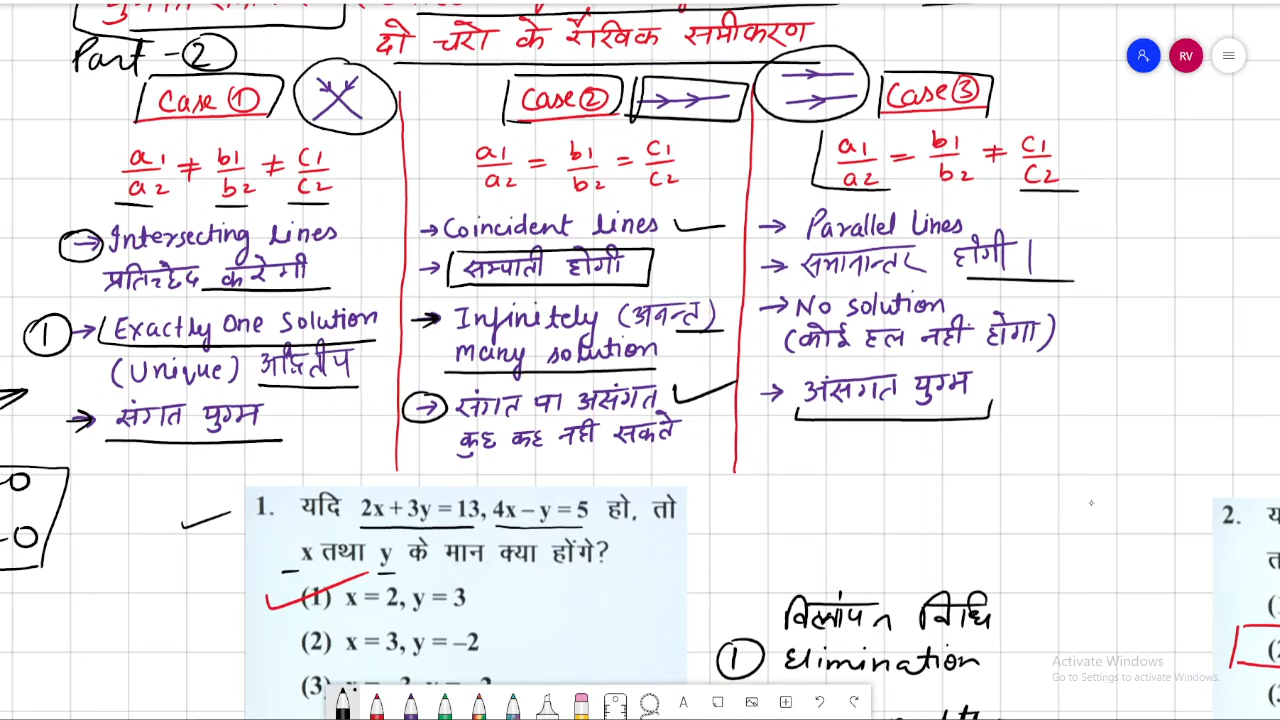 दो चरो के रैखिक समीकरण
Part - 2
Case ①
a1/a2 ≠ b1/b2 ≠ c1/c2
→ Intersecting lines
प्रतिच्छेद करेगी
① → Exactly One Solution
(Unique) अद्वितीय
→ संगत युग्म
Case ②
a1/a2 = b1/b2 = c1/c2
→ Coincident lines
→ सम्पाती होगी
→ Infinitely (अनन्त)
many solution
→ संगत या असंगत
कुछ कह नही सकते
Case ③
a1/a2 = b1/b2 ≠ c1/c2
→ Parallel Lines
→ समानान्तर होगी।
→ No solution
(कोई हल नही होगा)
→ अंसगत युग्म
RV
1. यदि 2x + 3y = 13, 4x – y = 5 हो, तो
x तथा y के मान क्या होंगे?
(1) x = 2, y = 3
(2) x = 3, y = –2
(3)
विलोपन विधि
① Elimination
2.
Activate Windows
Go to Settings to activate Windows.